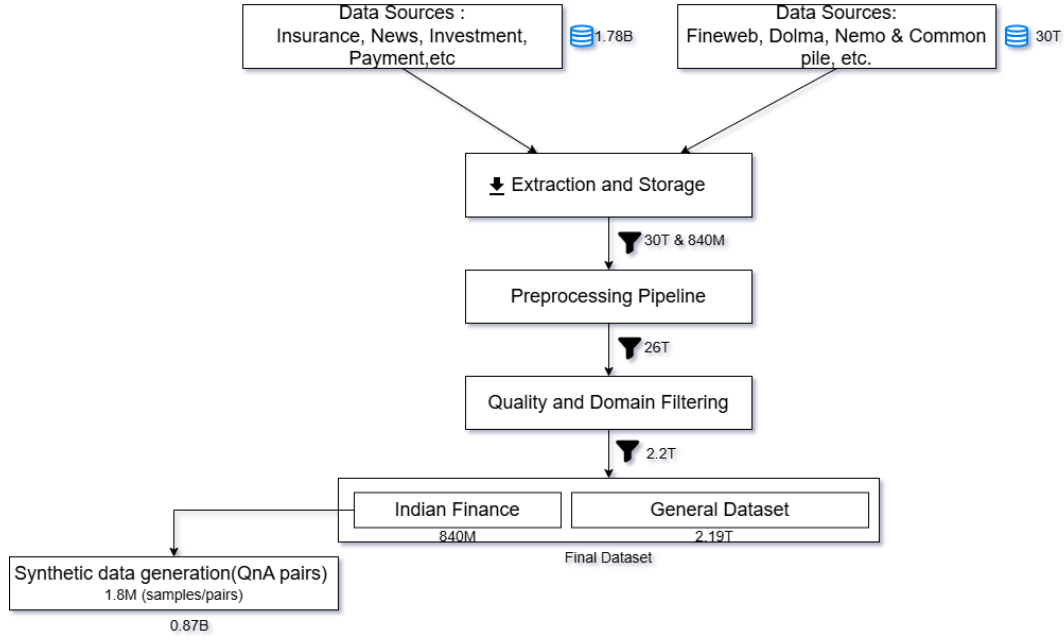 Data Sources :
Insurance, News, Investment,
Payment,etc
1.78B
Data Sources:
Fineweb, Dolma, Nemo & Common
pile, etc.
30T
Extraction and Storage
30T & 840M
Preprocessing Pipeline
26T
Quality and Domain Filtering
2.2T
Indian Finance
840M
General Dataset
2.19T
Final Dataset
Synthetic data generation(QnA pairs)
1.8M (samples/pairs)
0.87B